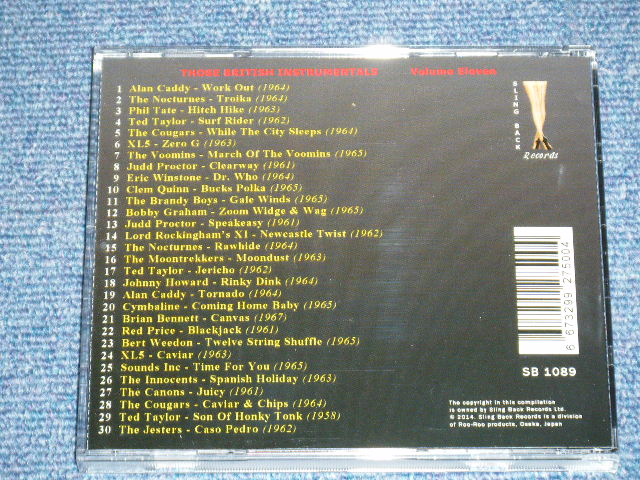 THOSE BRITISH INSTRUMENTALS Volume Eleven
1 Alan Caddy - Work Out (1964)
2 The Nocturnes - Troika (1964)
3 Phil Tate - Hitch Hike (1963)
4 Ted Taylor - Surf Rider (1962)
5 The Cougars - While The City Sleeps (1964)
6 XL5 - Zero G (1963)
7 The Voomins - March Of The Voomins (1965)
8 Judd Proctor - Clearway (1961)
9 Eric Winstone - Dr. Who (1964)
10 Clem Quinn - Bucks Polka (1965)
11 The Brandy Boys - Gale Winds (1965)
12 Bobby Graham - Zoom Widge & Wag (1965)
13 Judd Proctor - Speakeasy (1961)
14 Lord Rockingham's XI - Newcastle Twist (1962)
15 The Nocturnes - Rawhide (1964)
16 The Moontrekkers - Moondust (1963)
17 Ted Taylor - Jericho (1962)
18 Johnny Howard - Rinky Dink (1964)
19 Alan Caddy - Tornado (1964)
20 Cymbaline - Coming Home Baby (1965)
21 Brian Bennett - Canvas (1967)
22 Red Price - Blackjack (1961)
23 Bert Weedon - Twelve String Shuffle (1965)
24 XL5 - Caviar (1963)
25 Sounds Inc - Time For You (1965)
26 The Innocents - Spanish Holiday (1963)
27 The Canons - Juicy (1961)
28 The Cougars - Caviar & Chips (1964)
29 Ted Taylor - Son Of Honky Tonk (1958)
30 The Jesters - Caso Pedro (1962)
SLING BACK
Records
6 673299 275004
SB 1089
The copyright in this compilation
is owned by Sling Back Records Ltd.
© 2014. Sling Back Records is a division
of Roo-Roo products, Osaka, Japan